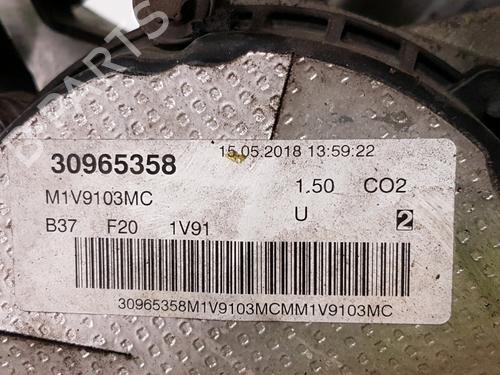 B PARTS
30965358 15.05.2018 13:59:22
M1V9103MC 1.50 CO2
B37 F20 1V91 U 2
30965358M1V9103MCMM1V9103MC